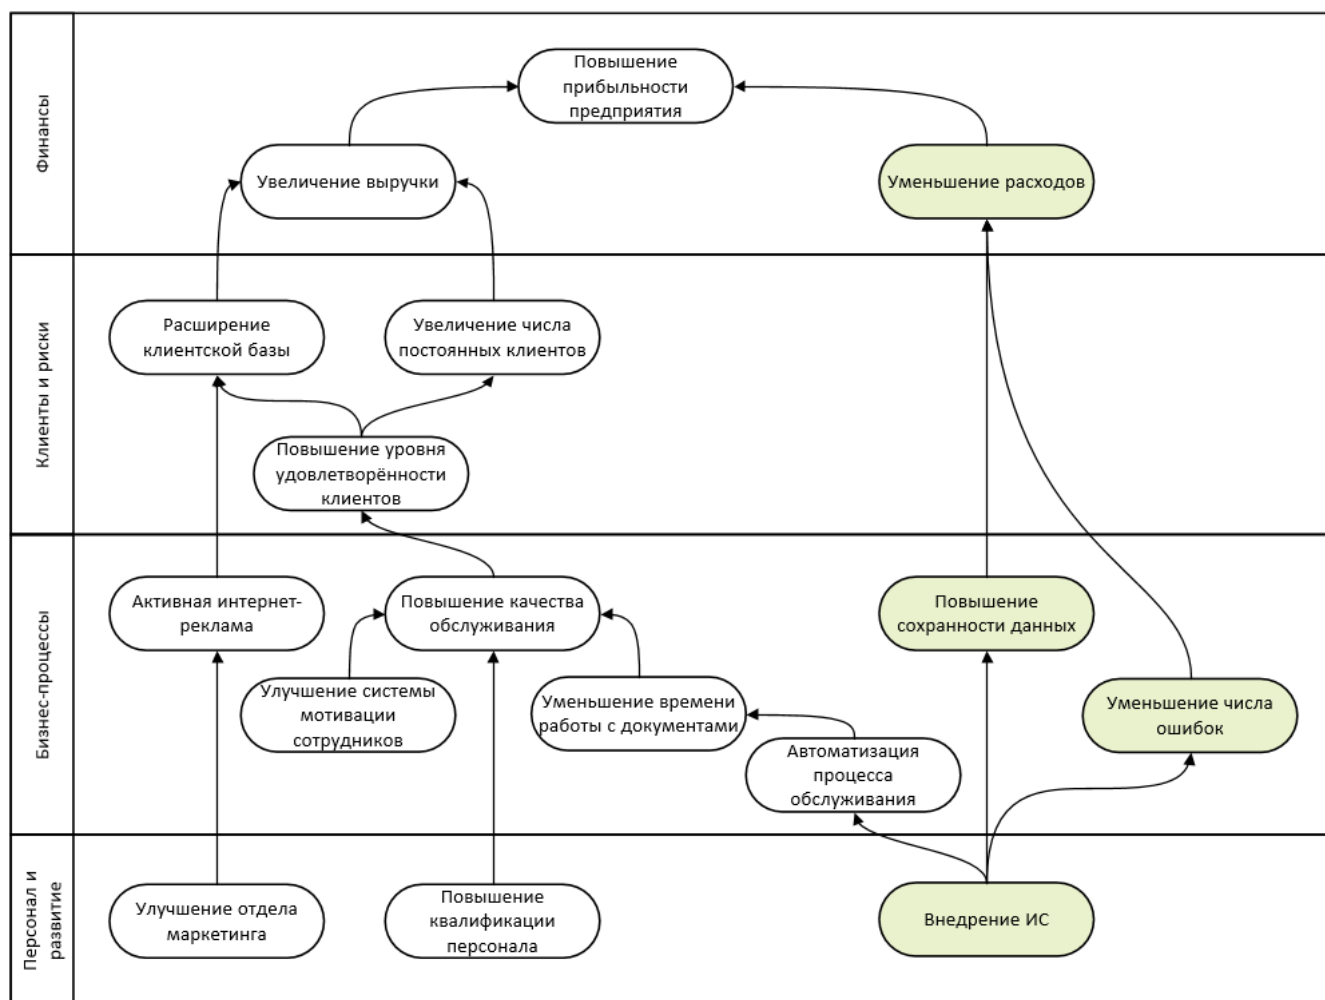 Финансы
Повышение
прибыльности
предприятия
Увеличение выручки
Уменьшение расходов
Клиенты и риски
Расширение
клиентской базы
Увеличение числа
постоянных клиентов
Повышение уровня
удовлетворённости
клиентов
Бизнес-процессы
Активная интернет-
реклама
Повышение качества
обслуживания
Повышение
сохранности данных
Улучшение системы
мотивации
сотрудников
Уменьшение времени
работы с документами
Уменьшение числа
ошибок
Автоматизация
процесса
обслуживания
Персонал и
развитие
Улучшение отдела
маркетинга
Повышение
квалификации
персонала
Внедрение ИС